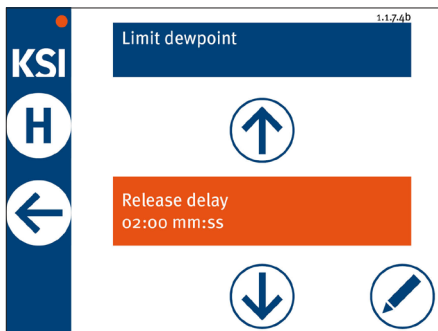 1.1.7.4b
Limit dewpoint
KSI
H
Release delay
02:00 mm:ss